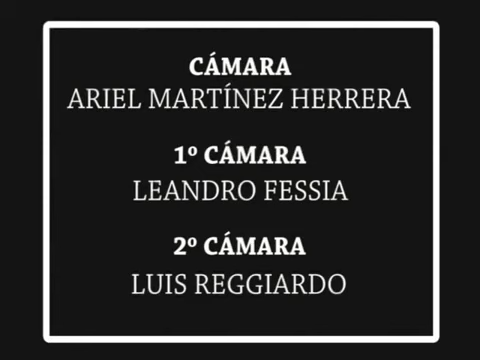 CÁMARA
ARIEL MARTÍNEZ HERRERA
1º CÁMARA
LEANDRO FESSIA
2º CÁMARA
LUIS REGGIARDO